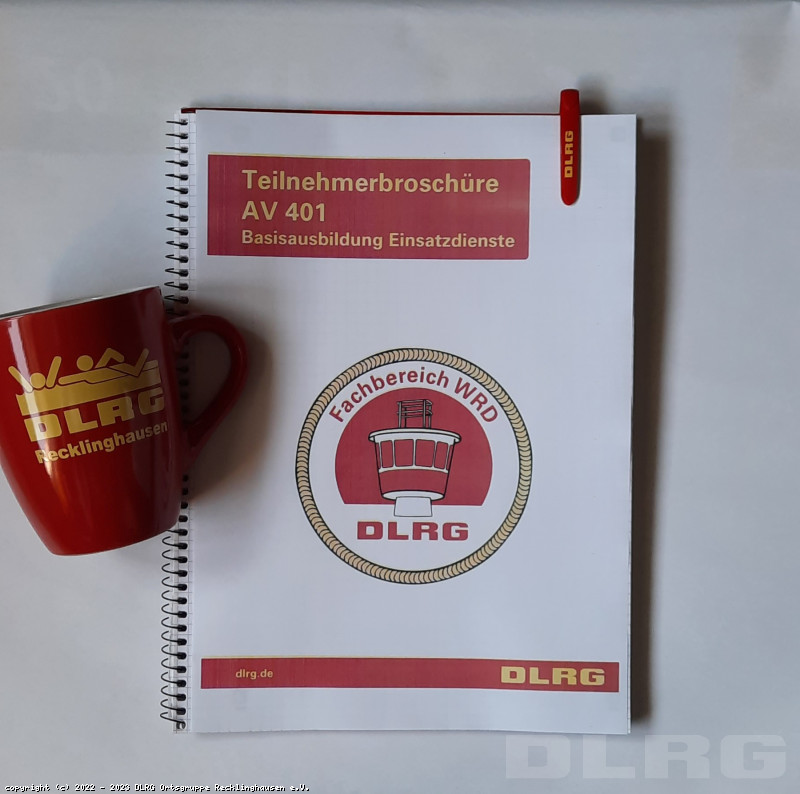 DLRG
Teilnehmerbroschüre
AV 401
Basisausbildung Einsatzdienste
DLRG
Recklinghausen
Fachbereich WRD
DLRG
dlrg.de
DLRG
DLRG
copyright (c) 2022 - 2023 DLRG Ortsgruppe Recklinghausen e.V.